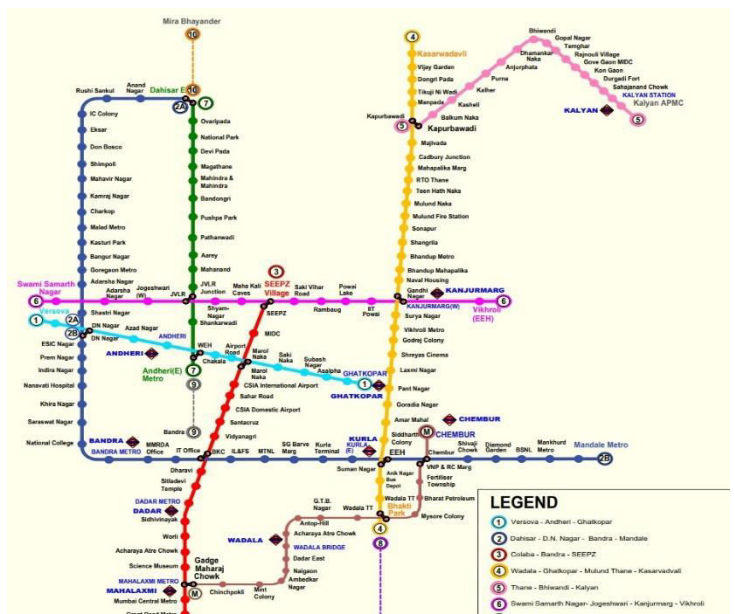 Mira Bhayander
10
10
Dahisar E
2A
7
Rushi Sankul
Anand
Nagar
IC Colony
Eksar
Don Bosco
Shimpoli
Mahavir Nagar
Kamraj Nagar
Charkop
Malad Metro
Kasturi Park
Bangur Nagar
Goregaon Metro
Adarsha Nagar
Shastri Nagar
DN Nagar
DN Nagar
ESIC Nagar
Prem Nagar
Indira Nagar
Nanavati Hospital
Khira Nagar
Saraswat Nagar
National College
Ovaripada
National Park
Devi Pada
Magathane
Mahindra &
Mahindra
Bandongri
Pushpa Park
Pathanwadi
Aarey
Mahanand
JVLR
Junction
Shankarwadi
WEH
7
Andheri(E)
Metro
9
Bandra
9
Swami Samarth
Nagar
6
Adarsha
Nagar
Jogeshwari
(W)
JVLR
Shyam-
Nagar
Maha Kali
Caves
3
SEEPZ
Village
SEEPZ
Saki Vihar
Road
Rambaug
Powai
Lake
IIT
Powai
KANJURMARG(W)
Gandhi
Nagar
KANJURMARG
Vikhroli
(EEH)
6
Versova
1
2A
2B
Azad Nagar
ANDHERI
ANDHERI
Chakala
Airport
Road
Marol
Naka
Marol
Naka
Saki
Naka
Subash
Nagar
Asalpha
GHATKOPAR
1
GHATKOPAR
MIDC
CSIA International Airport
Sahar Road
CSIA Domestic Airport
Santacruz
Vidyanagri
BANDRA
BANDRA METRO
MMRDA
Office
IT Office
BKC
IL&FS
MTNL
SG Barve
Marg
Kurla
Terminal
KURLA
KURLA
(E)
EEH
Suman Nagar
Siddharth
Colony
Amar Mahal
CHEMBUR
M
CHEMBUR
Chembur
Shivaji
Chowk
Diamond
Garden
BSNL
Mankhurd
Metro
Mandale Metro
2B
VNP & RC Marg
Fertiliser
Township
Bharat Petroleum
Mysore Colony
Anik Nagar
Bus
Depot
Wadala TT
Bhakti
Park
4
8
Wadala TT
G.T.B.
Nagar
Antop-Hill
Acharaya Atre Chowk
WADALA
WADALA BRIDGE
Dadar East
Naigaon
Ambedkar
Nagar
Mint
Colony
Chinchpokli
Dharavi
Sitladevi
Temple
DADAR METRO
DADAR
Sidhivinayak
Worli
Acharaya Atre Chowk
Science Museum
Gadge
Maharaj
Chowk
M
MAHALAXMI METRO
MAHALAXMI
Mumbai Central Metro
4
Kasarwadavli
Vijay Garden
Dongri Pada
Tikuji Ni Wadi
Manpada
Kapurbawadi
5
Kapurbawadi
Majivada
Cadbury Junction
Mahapalika Marg
RTO Thane
Teen Hath Naka
Mulund Naka
Mulund Fire Station
Sonapur
Shangrila
Bhandup Metro
Bhandup Mahapalika
Naval Housing
Surya Nagar
Vikhroli Metro
Godrej Colony
Shreyas Cinema
Laxmi Nagar
Pant Nagar
Goradia Nagar
Balkum Naka
Kasheli
Kalher
Purna
Anjurphata
Dhamankar
Naka
Bhiwandi
Gopal Nagar
Temghar
Rajnouli Village
Gove Gaon MIDC
Kon Gaon
Durgadi Fort
Sahajanand Chowk
KALYAN STATION
Kalyan APMC
KALYAN
5
LEGEND
1 Versova - Andheri - Ghatkopar
2 Dahisar - D.N. Nagar - Bandra - Mandale
3 Colaba - Bandra - SEEPZ
4 Wadala - Ghatkopar - Mulund Thane - Kasarvadvali
5 Thane - Bhiwandi - Kalyan
6 Swami Samarth Nagar- Jogeshwari - Kanjurmarg - Vikhroli